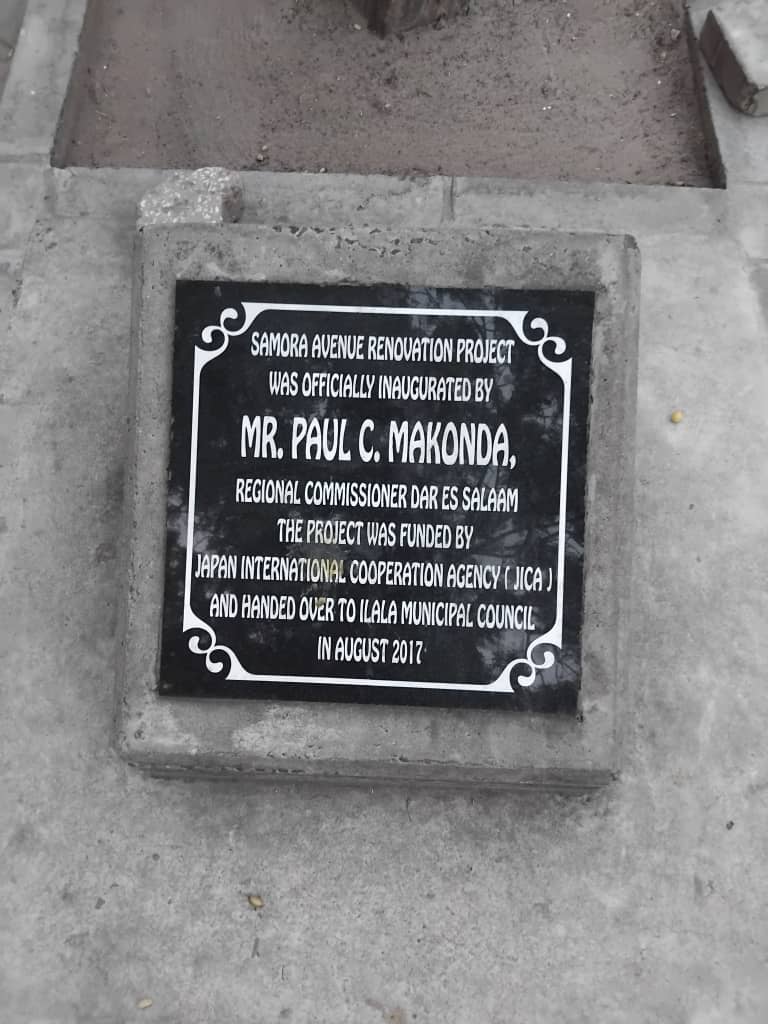 SAMORA AVENUE RENOVATION PROJECT
WAS OFFICIALLY INAUGURATED BY
MR. PAUL C. MAKONDA,
REGIONAL COMMISSIONER DAR ES SALAAM
THE PROJECT WAS FUNDED BY
JAPAN INTERNATIONAL COOPERATION AGENCY ( JICA )
AND HANDED OVER TO ILALA MUNICIPAL COUNCIL
IN AUGUST 2017